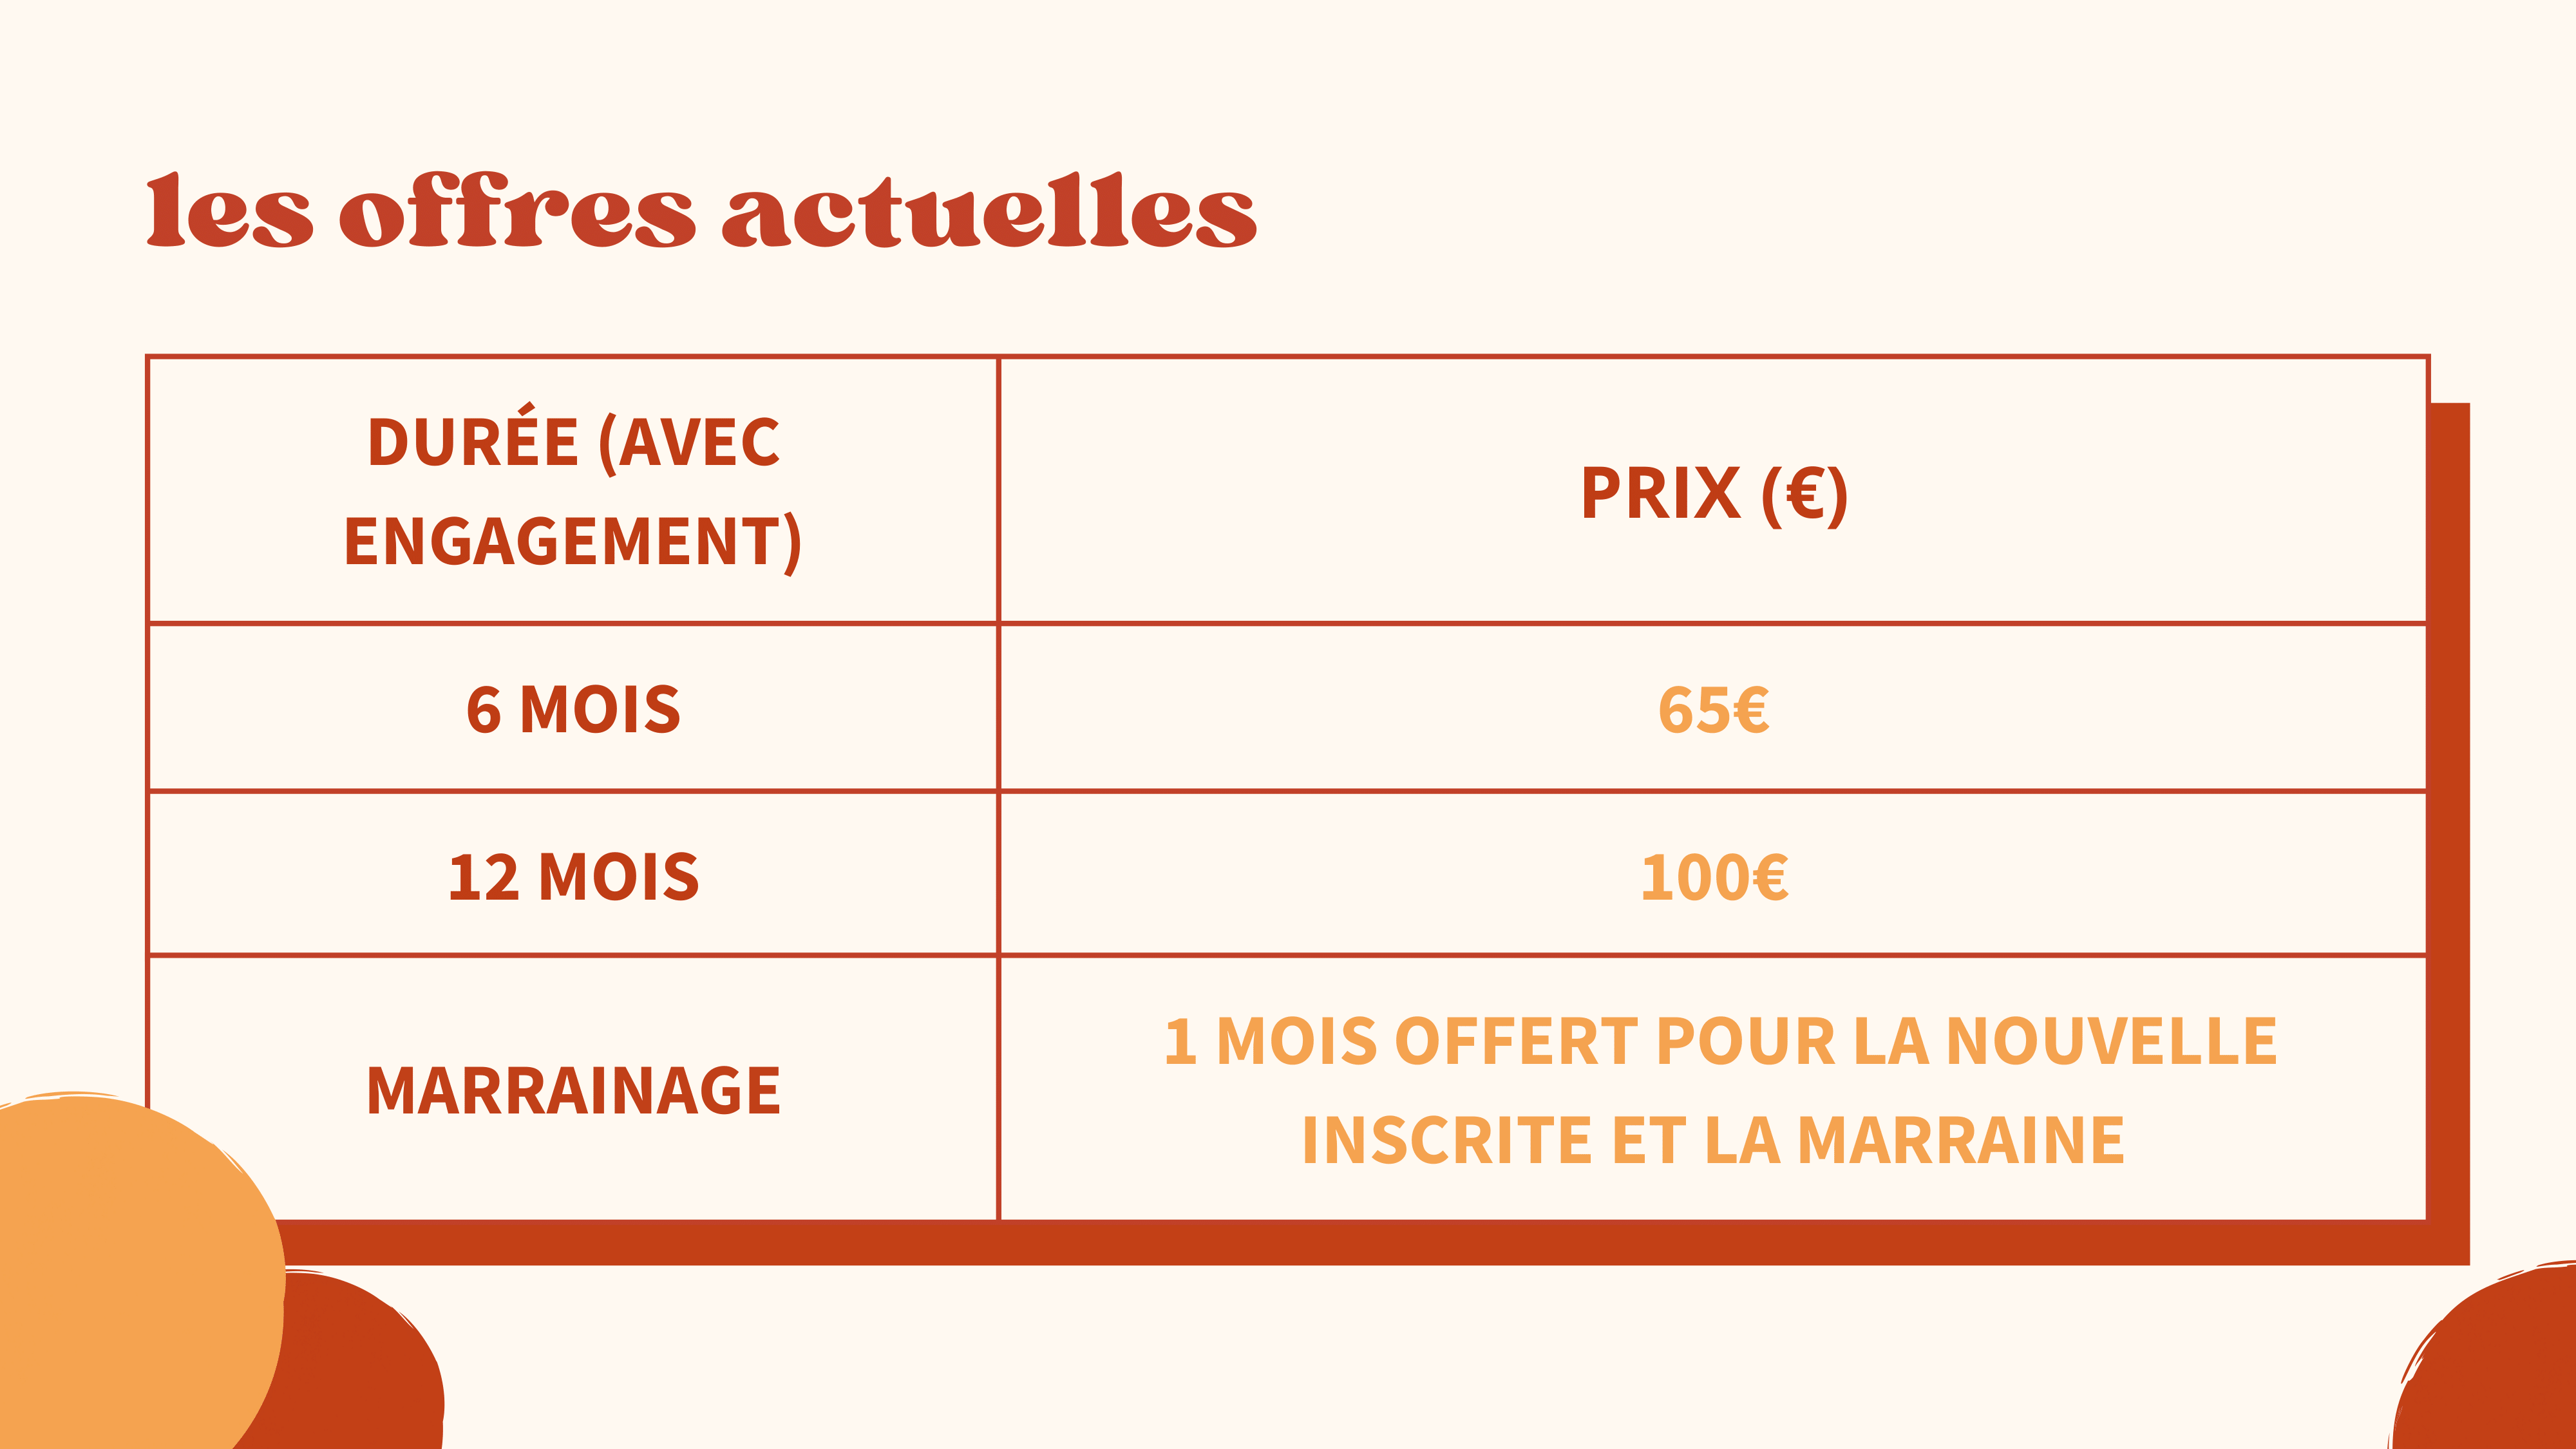 les offres actuelles
DURÉE (AVEC
ENGAGEMENT)
PRIX (€)
6 MOIS
65€
12 MOIS
100€
MARRAINAGE
1 MOIS OFFERT POUR LA NOUVELLE
INSCRITE ET LA MARRAINE